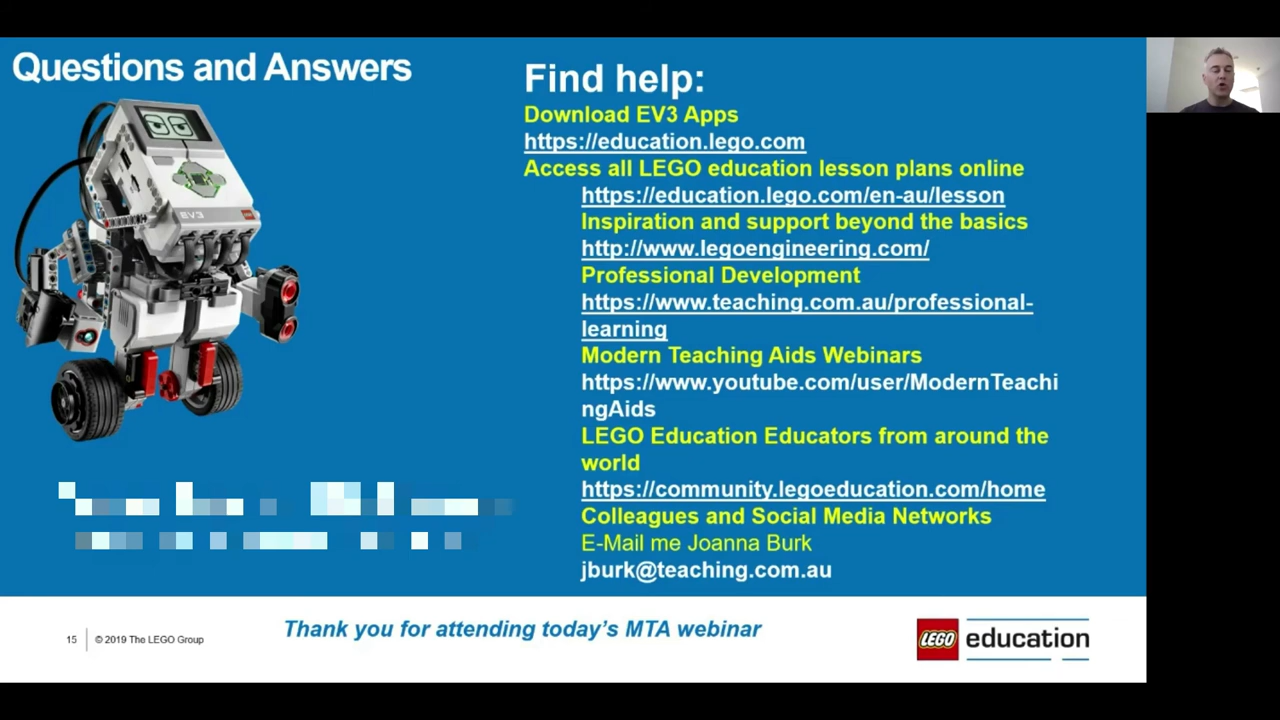 Questions and Answers
EV3
Find help:
Download EV3 Apps
https://education.lego.com
Access all LEGO education lesson plans online
https://education.lego.com/en-au/lesson
Inspiration and support beyond the basics
http://www.legoengineering.com/
Professional Development
https://www.teaching.com.au/professional-
learning
Modern Teaching Aids Webinars
https://www.youtube.com/user/ModernTeachi
ngAids
LEGO Education Educators from around the
world
https://community.legoeducation.com/home
Colleagues and Social Media Networks
E-Mail me Joanna Burk
jburk@teaching.com.au
15
© 2019 The LEGO Group
Thank you for attending today's MTA webinar
LEGO education